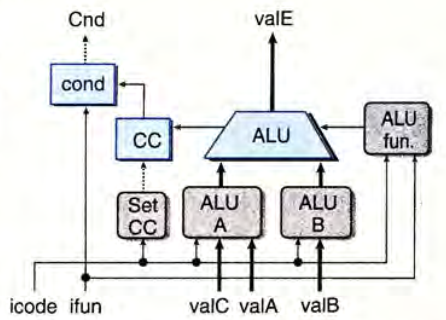 Cnd
valE
cond
CC
ALU
ALU
fun.
Set
CC
ALU
A
ALU
B
icode
ifun
valC
valA
valB